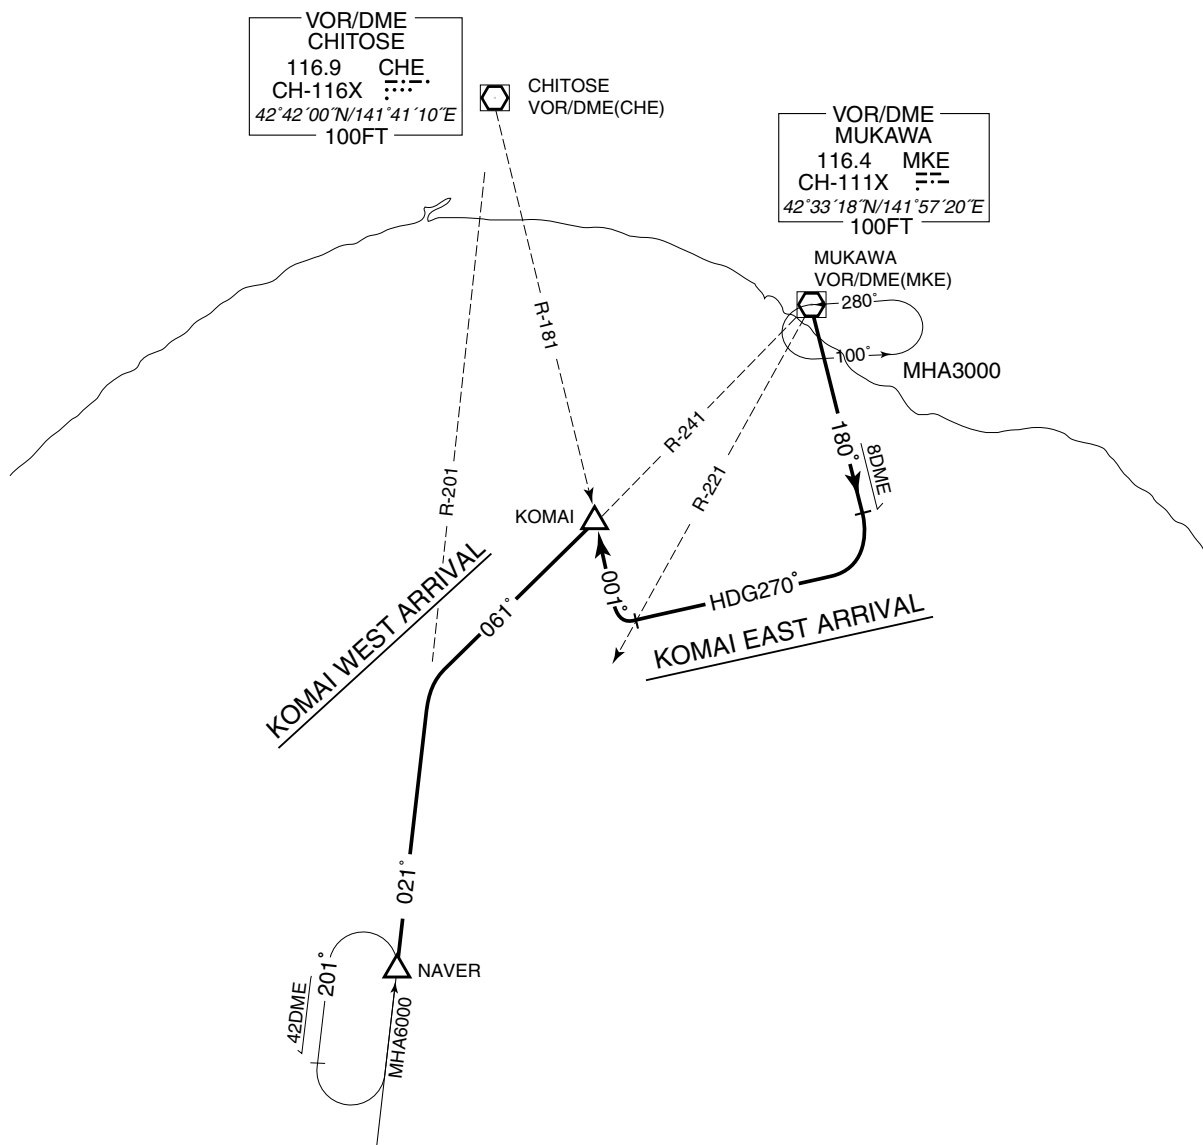 VOR/DME
CHITOSE
116.9 CHE
CH-116X
42°42´00˝N/141°41´10˝E
100FT
CHITOSE
VOR/DME(CHE)
VOR/DME
MUKAWA
116.4 MKE
CH-111X
42°33´18˝N/141°57´20˝E
100FT
MUKAWA
VOR/DME(MKE)
280°
100°
MHA3000
R-181
R-241
R-221
R-201
180°
8DME
KOMAI
001°
HDG270°
KOMAI EAST ARRIVAL
KOMAI WEST ARRIVAL
061°
021°
NAVER
201°
42DME
MHA6000